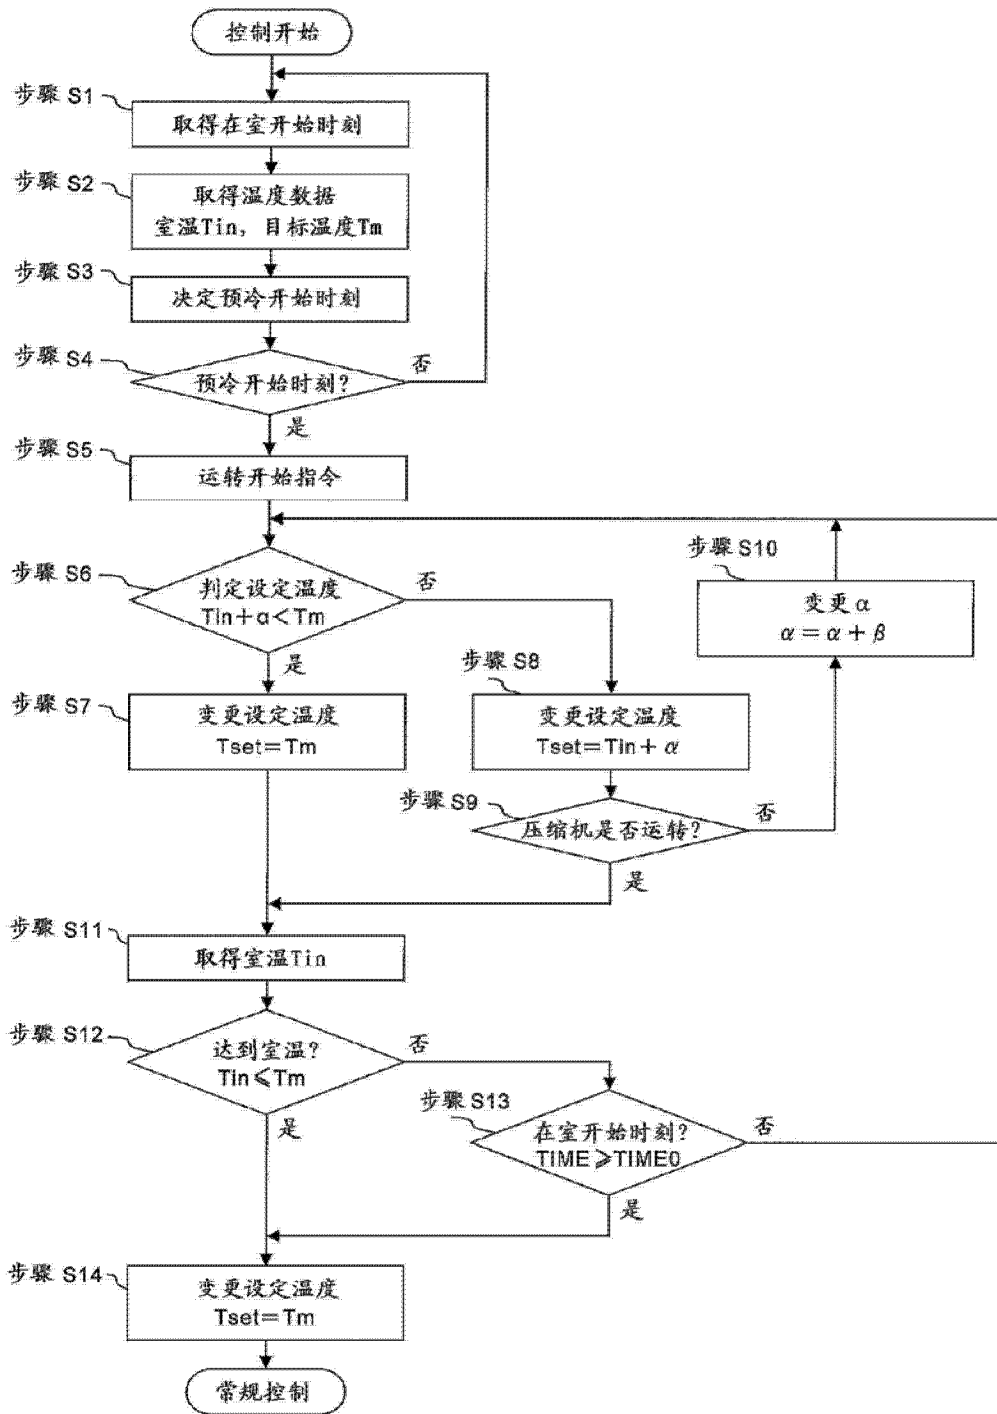 控制开始
步骤 S1
取得在室开始时刻
步骤 S2
取得温度数据
室温Tin，目标温度Tm
步骤 S3
决定预冷开始时刻
步骤 S4
预冷开始时刻？
否
是
步骤 S5
运转开始指令
步骤 S6
判定设定温度
Tin＋α＜Tm
否
是
步骤 S10
变更 α
α＝α＋β
步骤 S7
变更设定温度
Tset＝Tm
步骤 S8
变更设定温度
Tset＝Tin＋α
步骤 S9
压缩机是否运转？
否
是
步骤 S11
取得室温Tin
步骤 S12
达到室温？
Tin≤Tm
否
是
步骤 S13
在室开始时刻？
TIME≥TIME0
否
是
步骤 S14
变更设定温度
Tset＝Tm
常规控制